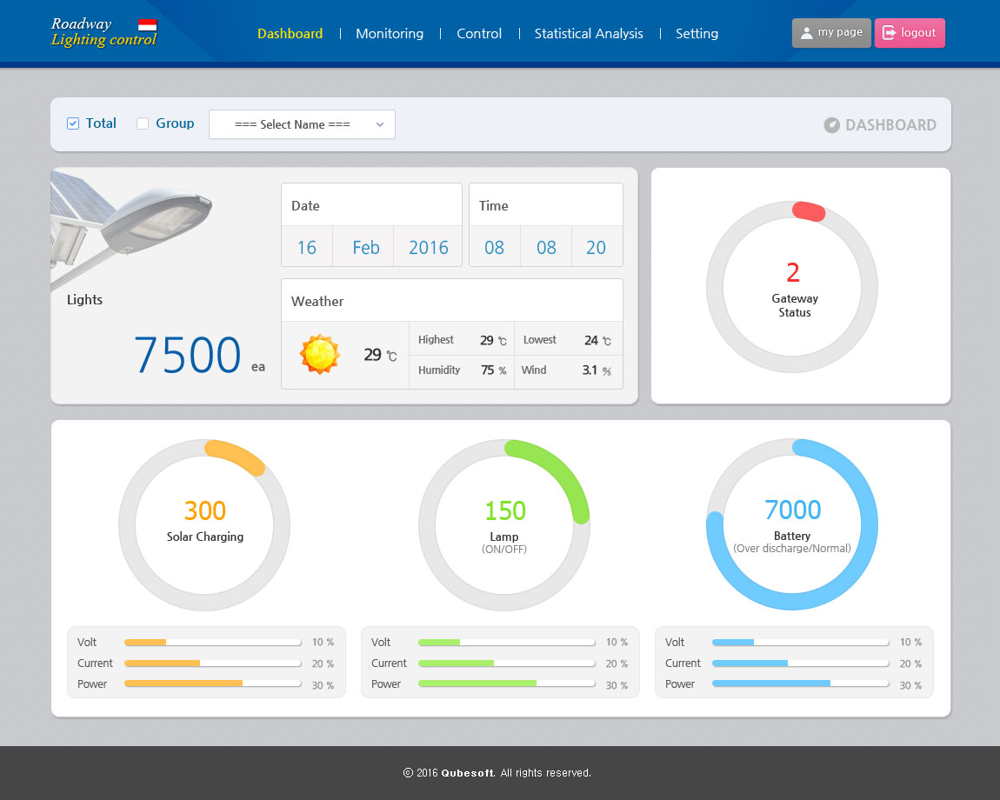 Roadway
Lighting control
Dashboard
Monitoring
Control
Statistical Analysis
Setting
my page
logout
Total
Group
=== Select Name ===
DASHBOARD
Lights
7500 ea
Date
16 Feb 2016
Time
08 08 20
Weather
29 ℃
Highest 29 ℃
Lowest 24 ℃
Humidity 75 %
Wind 3.1 ㎧
2
Gateway
Status
300
Solar Charging
150
Lamp
(ON/OFF)
7000
Battery
(Over discharge/Normal)
Volt 10 %
Current 20 %
Power 30 %
Volt 10 %
Current 20 %
Power 30 %
Volt 10 %
Current 20 %
Power 30 %
ⓒ 2016 Qubesoft. All rights reserved.